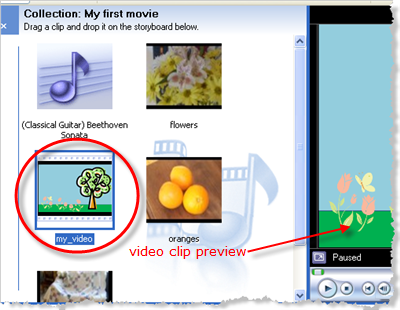 Collection: My first movie
Drag a clip and drop it on the storyboard below.
(Classical Guitar) Beethoven
Sonata
flowers
my_video
oranges
video clip preview
Paused